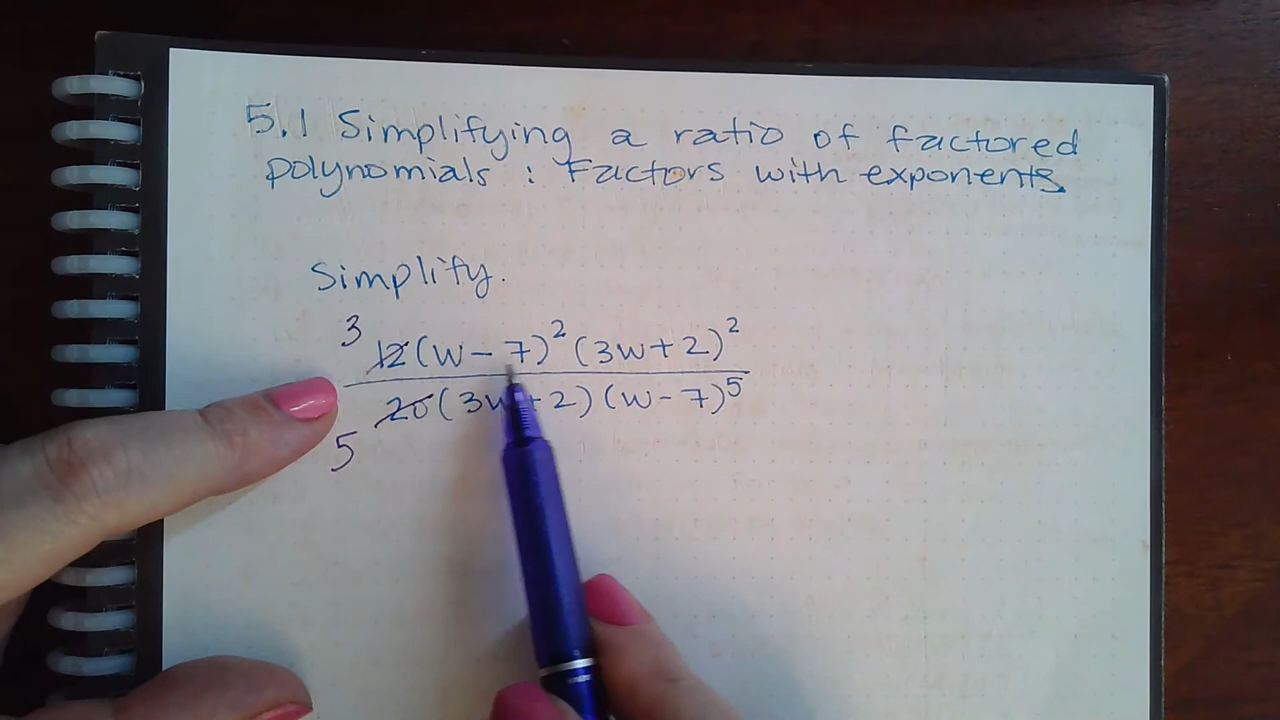 5.1 Simplifying a ratio of factored
polynomials : Factors with exponents
Simplify.
3 12(w-7)²(3w+2)²
20(3w+2)(w-7)⁵
5